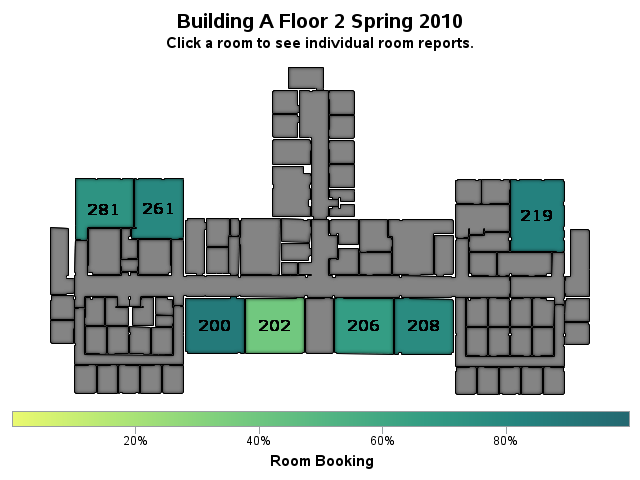 Building A Floor 2 Spring 2010
Click a room to see individual room reports.
281 261 219
200 202 206 208
20% 40% 60% 80%
Room Booking